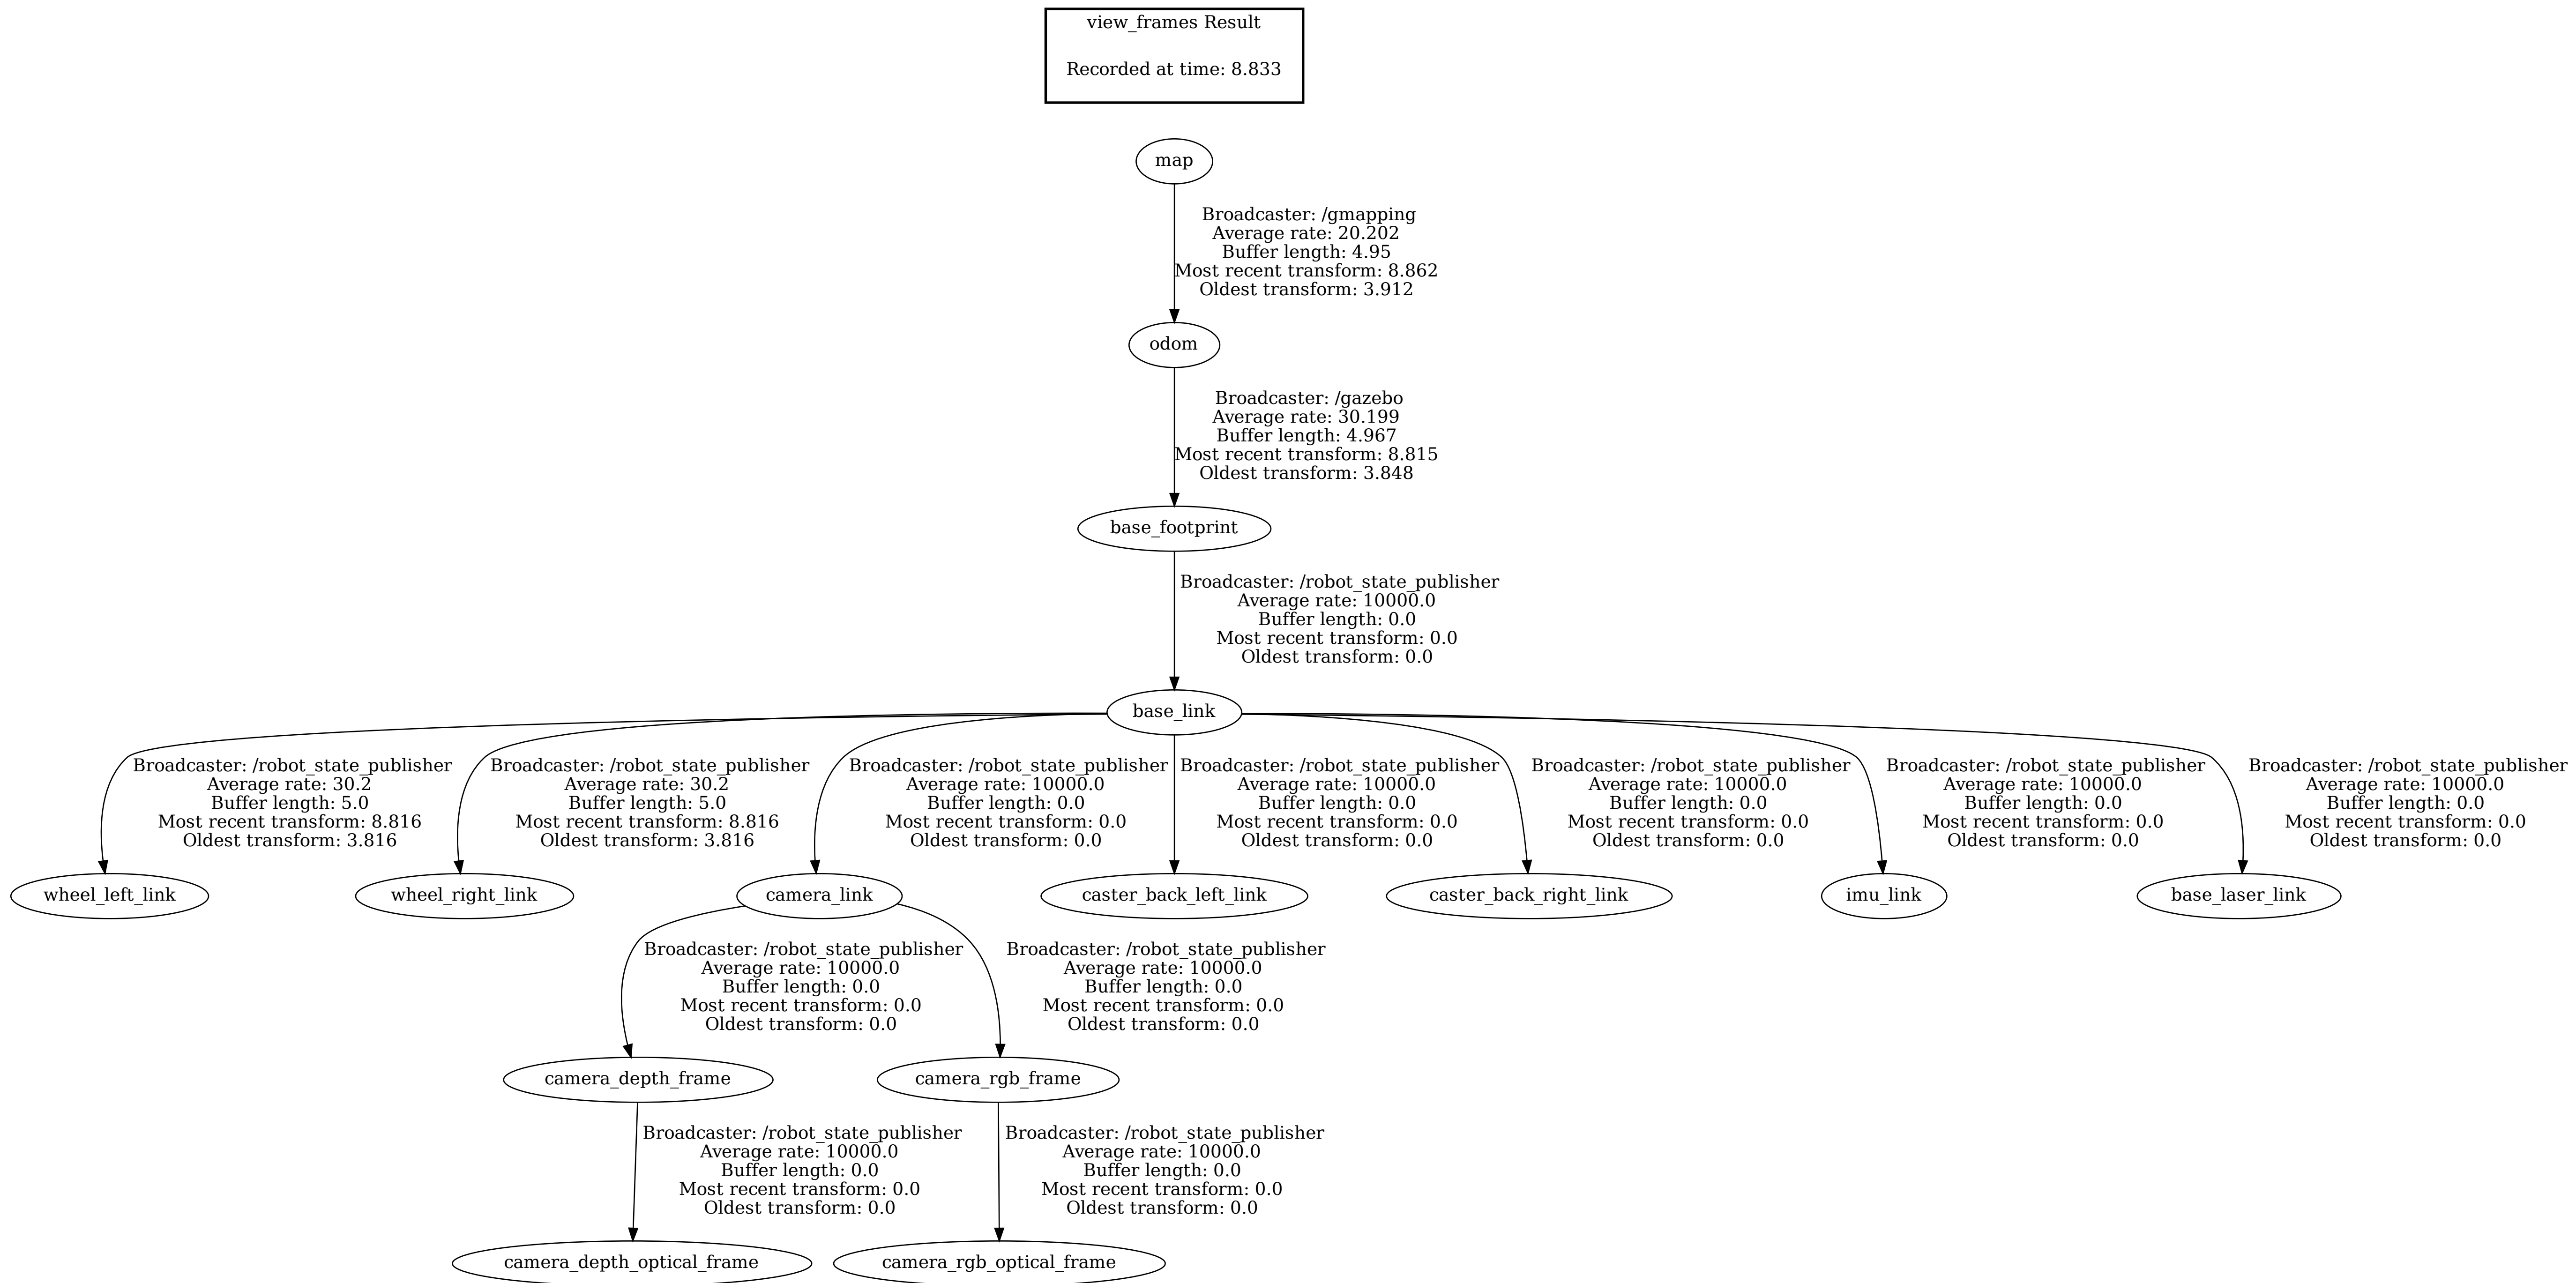 view_frames Result
Recorded at time: 8.833
map
Broadcaster: /gmapping
Average rate: 20.202
Buffer length: 4.95
Most recent transform: 8.862
Oldest transform: 3.912
odom
Broadcaster: /gazebo
Average rate: 30.199
Buffer length: 4.967
Most recent transform: 8.815
Oldest transform: 3.848
base_footprint
Broadcaster: /robot_state_publisher
Average rate: 10000.0
Buffer length: 0.0
Most recent transform: 0.0
Oldest transform: 0.0
base_link
Broadcaster: /robot_state_publisher
Average rate: 30.2
Buffer length: 5.0
Most recent transform: 8.816
Oldest transform: 3.816
Broadcaster: /robot_state_publisher
Average rate: 30.2
Buffer length: 5.0
Most recent transform: 8.816
Oldest transform: 3.816
Broadcaster: /robot_state_publisher
Average rate: 10000.0
Buffer length: 0.0
Most recent transform: 0.0
Oldest transform: 0.0
Broadcaster: /robot_state_publisher
Average rate: 10000.0
Buffer length: 0.0
Most recent transform: 0.0
Oldest transform: 0.0
Broadcaster: /robot_state_publisher
Average rate: 10000.0
Buffer length: 0.0
Most recent transform: 0.0
Oldest transform: 0.0
Broadcaster: /robot_state_publisher
Average rate: 10000.0
Buffer length: 0.0
Most recent transform: 0.0
Oldest transform: 0.0
Broadcaster: /robot_state_publisher
Average rate: 10000.0
Buffer length: 0.0
Most recent transform: 0.0
Oldest transform: 0.0
wheel_left_link
wheel_right_link
camera_link
caster_back_left_link
caster_back_right_link
imu_link
base_laser_link
Broadcaster: /robot_state_publisher
Average rate: 10000.0
Buffer length: 0.0
Most recent transform: 0.0
Oldest transform: 0.0
Broadcaster: /robot_state_publisher
Average rate: 10000.0
Buffer length: 0.0
Most recent transform: 0.0
Oldest transform: 0.0
camera_depth_frame
camera_rgb_frame
Broadcaster: /robot_state_publisher
Average rate: 10000.0
Buffer length: 0.0
Most recent transform: 0.0
Oldest transform: 0.0
Broadcaster: /robot_state_publisher
Average rate: 10000.0
Buffer length: 0.0
Most recent transform: 0.0
Oldest transform: 0.0
camera_depth_optical_frame
camera_rgb_optical_frame